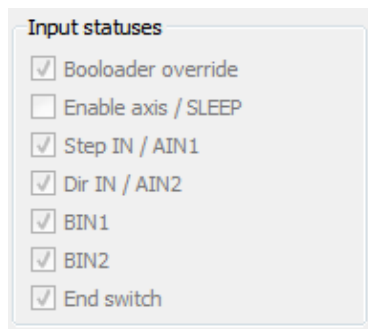 Input statuses
Booloader override
Enable axis / SLEEP
Step IN / AIN1
Dir IN / AIN2
BIN1
BIN2
End switch